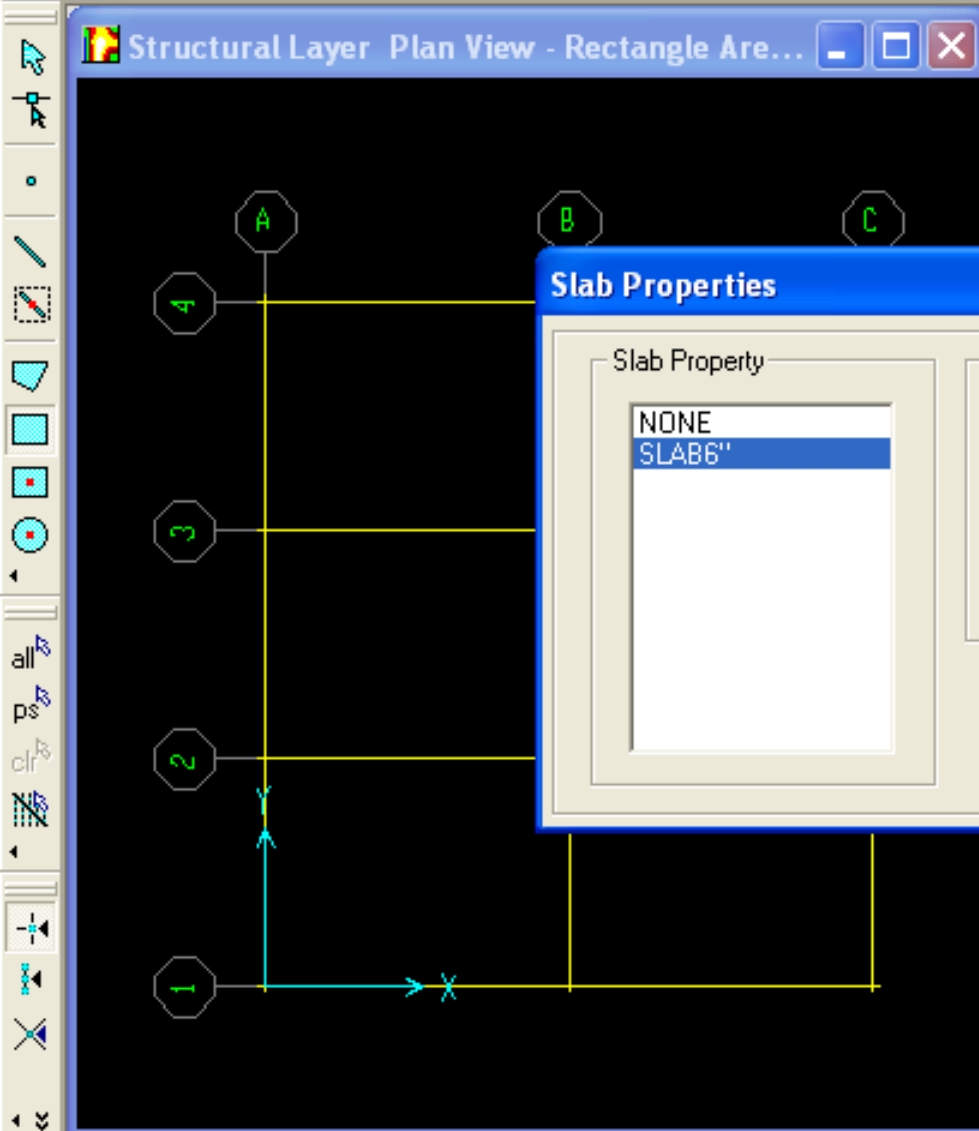 Structural Layer Plan View - Rectangle Are...
A
B
C
4
Slab Properties
Slab Property
NONE
SLAB6"
3
all
ps
2
clr
Y
1
X